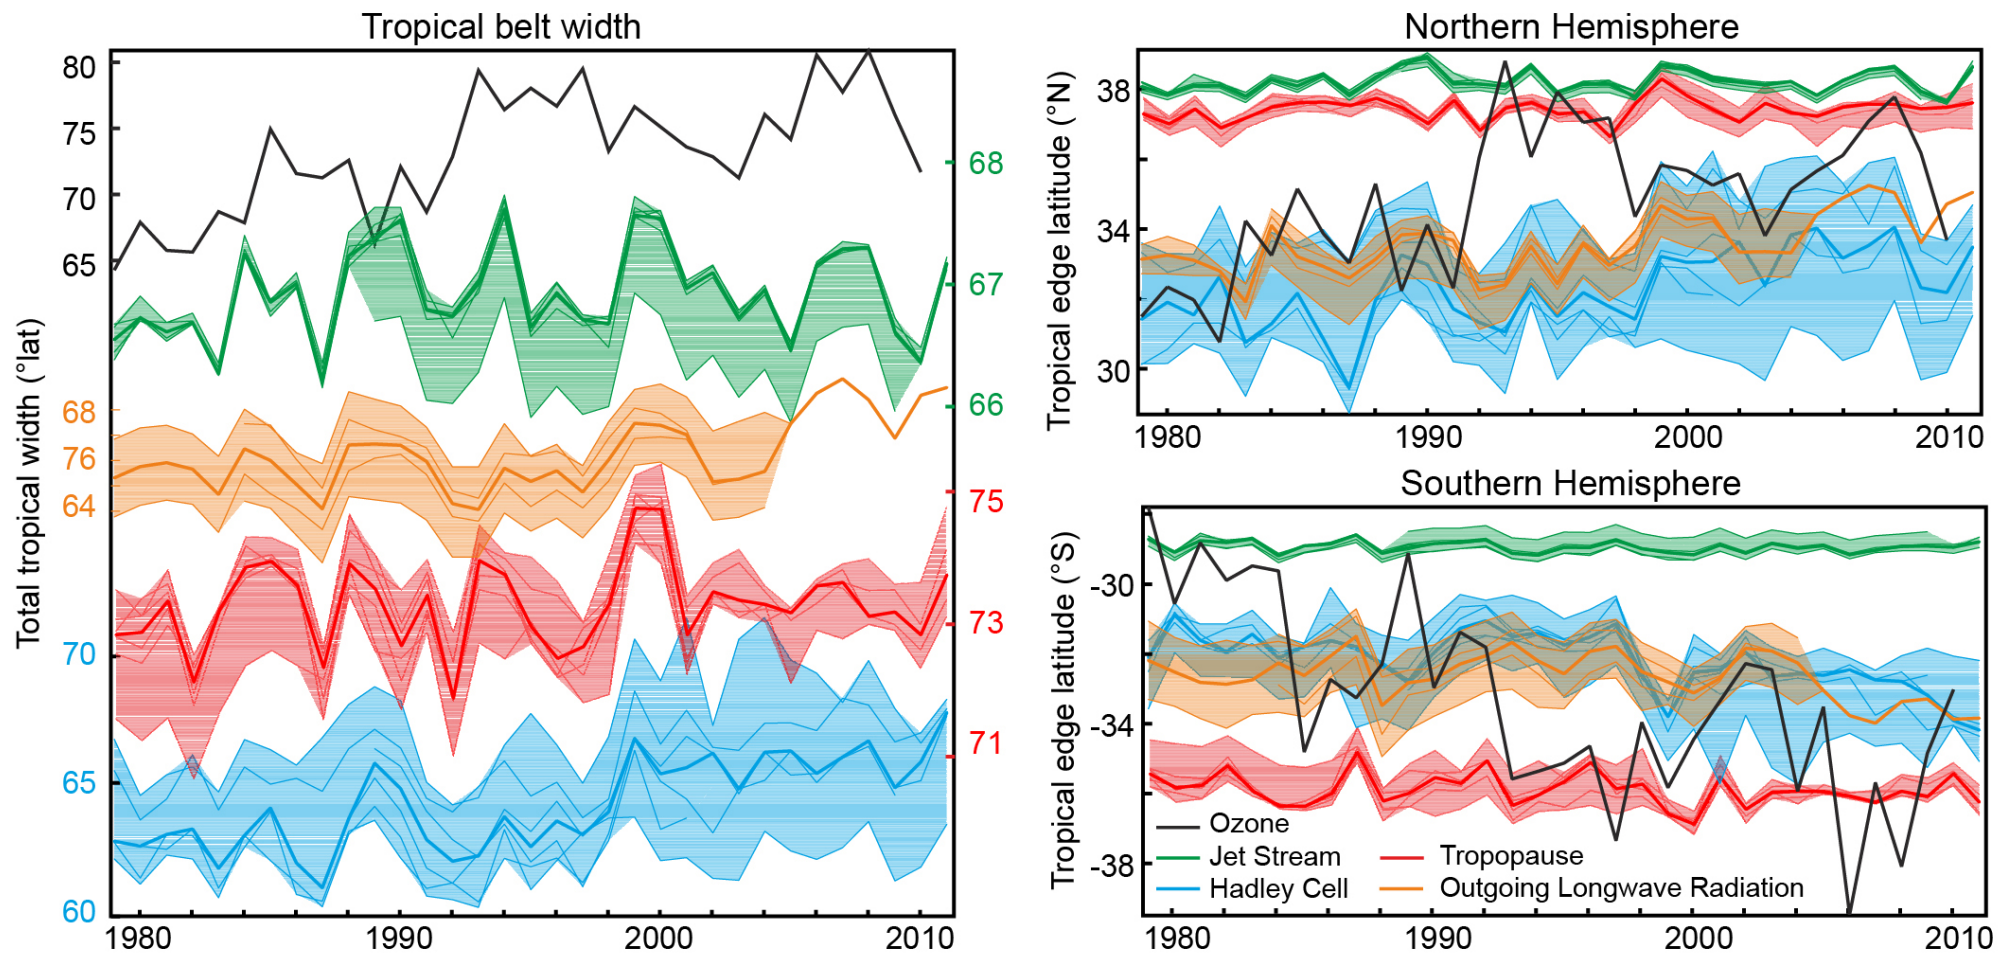 Tropical belt width
Total tropical width (°lat)
80
75
70
65
68
76
64
70
65
60
68
67
66
75
73
71
1980 1990 2000 2010
Northern Hemisphere
Tropical edge latitude (°N)
38
34
30
1980 1990 2000 2010
Southern Hemisphere
Tropical edge latitude (°S)
-30
-34
-38
Ozone
Jet Stream Tropopause
Hadley Cell Outgoing Longwave Radiation
1980 1990 2000 2010